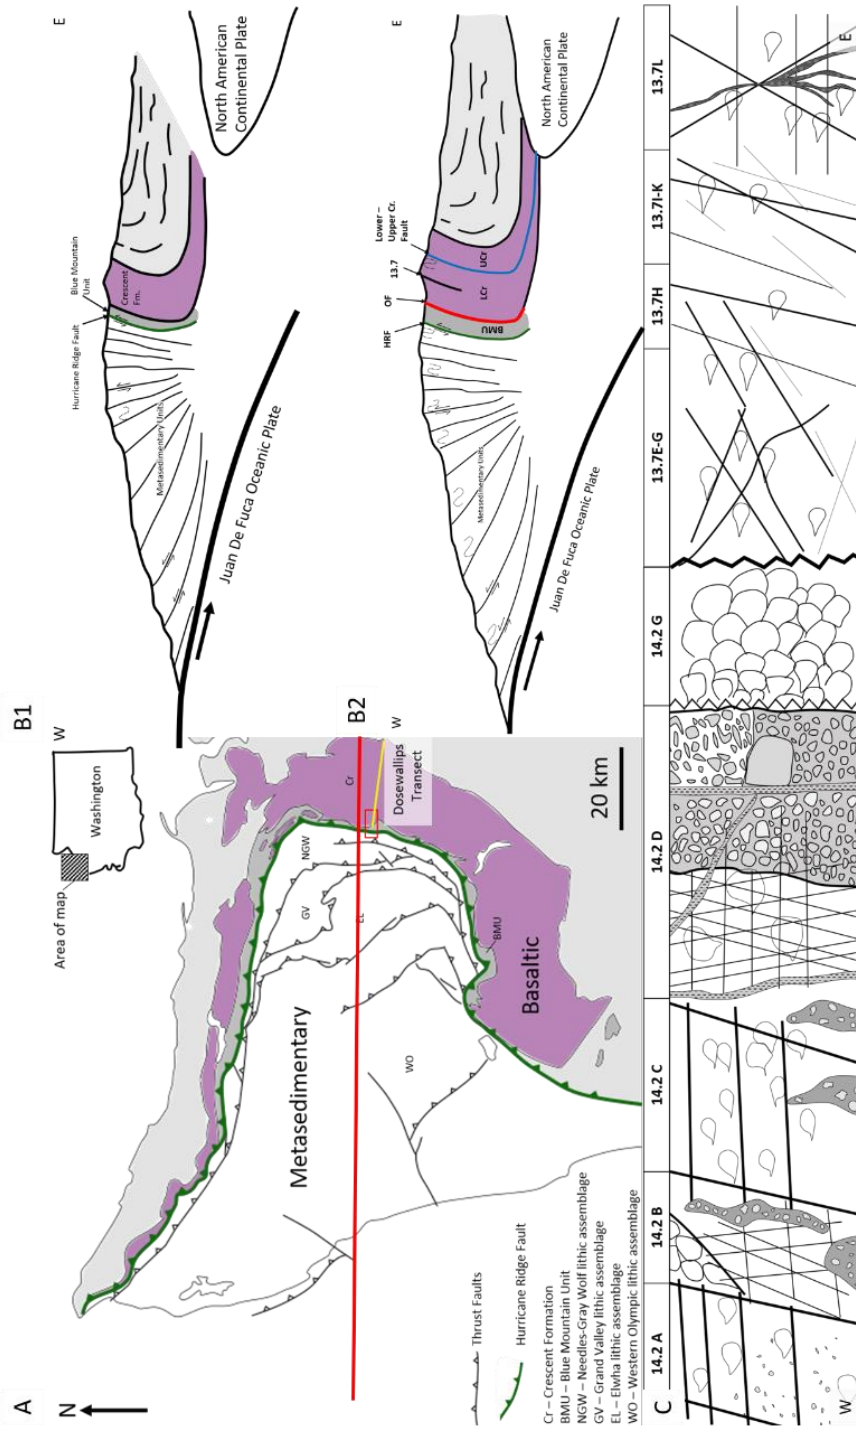 A
N
Area of map
Washington
Metasedimentary
Basaltic
NGW
GV
EL
WO
BMU
Cr
Dosewallips
Transect
20 km
Thrust Faults
Hurricane Ridge Fault
Cr – Crescent Formation
BMU – Blue Mountain Unit
NGW – Needles-Gray Wolf lithic assemblage
GV – Grand Valley lithic assemblage
EL – Elwha lithic assemblage
WO – Western Olympic lithic assemblage
B1
W
E
Hurricane Ridge Fault
Blue Mountain
Unit
Crescent
Fm.
Metasedimentary Units
North American
Continental Plate
Juan De Fuca Oceanic Plate
B2
W
E
HRF
OF
13.7
Lower –
Upper Cr.
Fault
BMU
LCr
UCr
Metasedimentary Units
North American
Continental Plate
Juan De Fuca Oceanic Plate
C
14.2 A
14.2 B
14.2 C
14.2 D
14.2 G
13.7E-G
13.7H
13.7I-K
13.7L
W
E